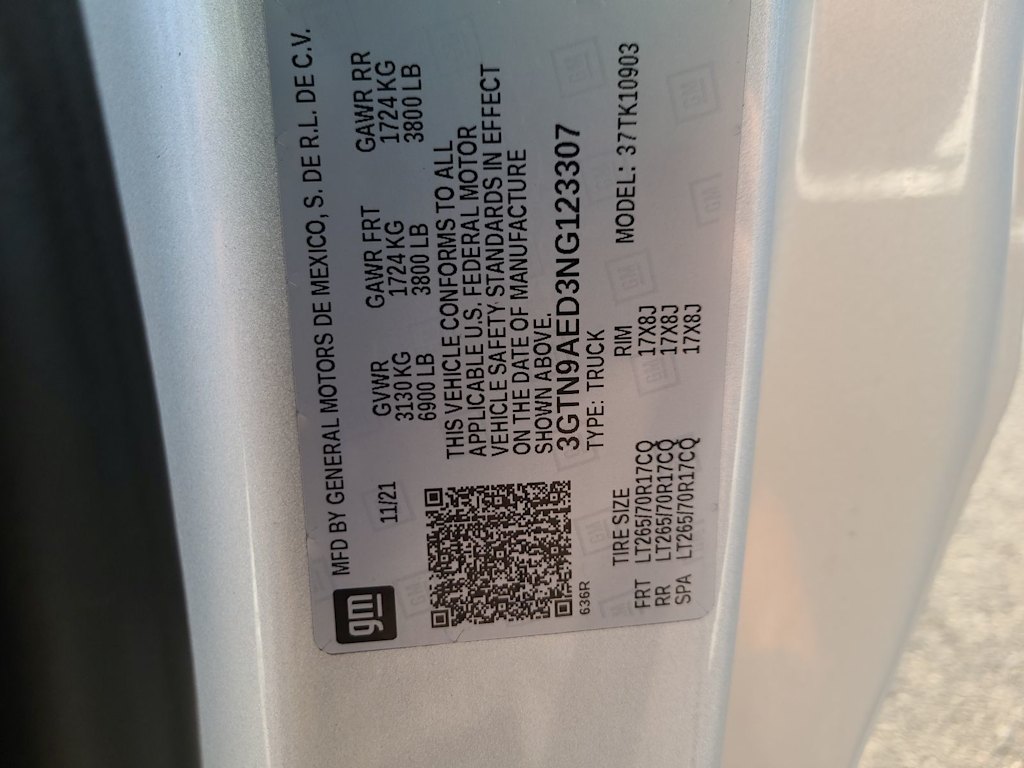 gm
MFD BY GENERAL MOTORS DE MEXICO, S. DE R.L. DE C.V.
11/21
GVWR GAWR FRT GAWR RR
3130 KG 1724 KG 1724 KG
6900 LB 3800 LB 3800 LB
THIS VEHICLE CONFORMS TO ALL
APPLICABLE U.S. FEDERAL MOTOR
VEHICLE SAFETY STANDARDS IN EFFECT
ON THE DATE OF MANUFACTURE
SHOWN ABOVE.
3GTN9AED3NG123307
TYPE: TRUCK
636R
MODEL: 37TK10903
TIRE SIZE RIM
FRT LT265/70R17CQ 17X8J
RR LT265/70R17CQ 17X8J
SPA LT265/70R17CQ 17X8J